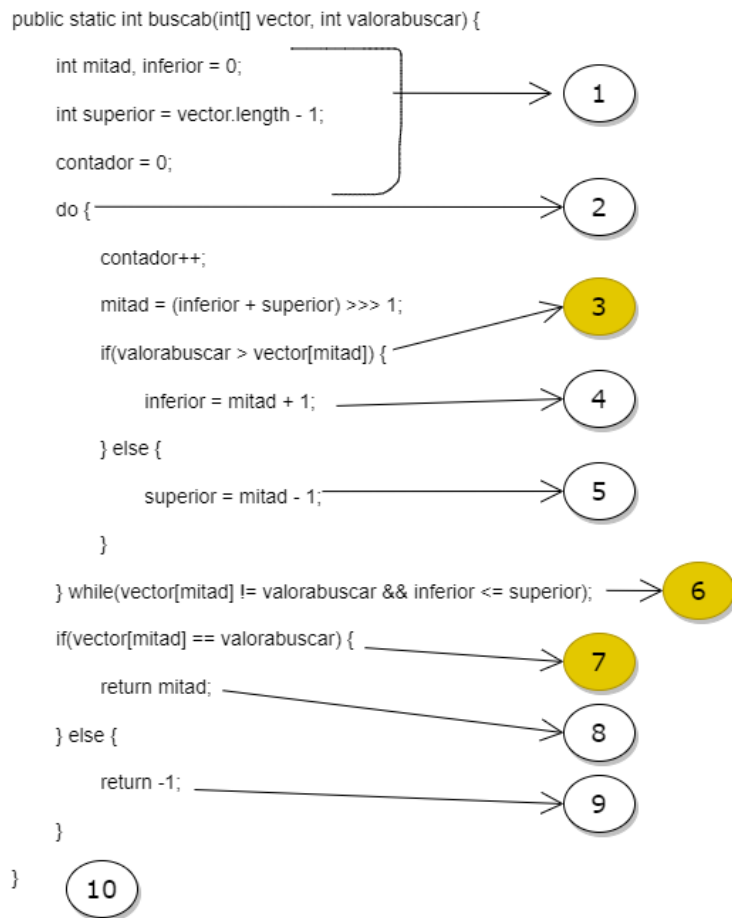 public static int buscab(int[] vector, int valorabuscar) {
int mitad, inferior = 0;
1
int superior = vector.length - 1;
contador = 0;
do {
2
contador++;
mitad = (inferior + superior) >>> 1;
3
if(valorabuscar > vector[mitad]) {
inferior = mitad + 1;
4
} else {
superior = mitad - 1;
5
}
} while(vector[mitad] != valorabuscar && inferior <= superior);
6
if(vector[mitad] == valorabuscar) {
7
return mitad;
8
} else {
return -1;
9
}
}
10